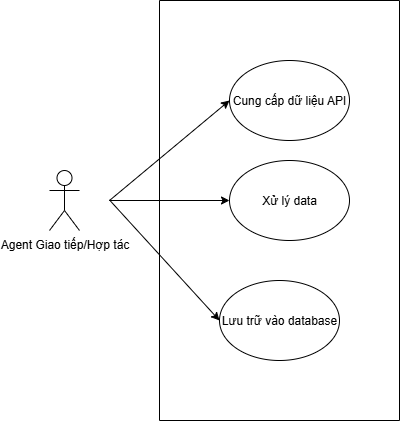 Cung cấp dữ liệu API
Xử lý data
Agent Giao tiếp/Hợp tác
Lưu trữ vào database